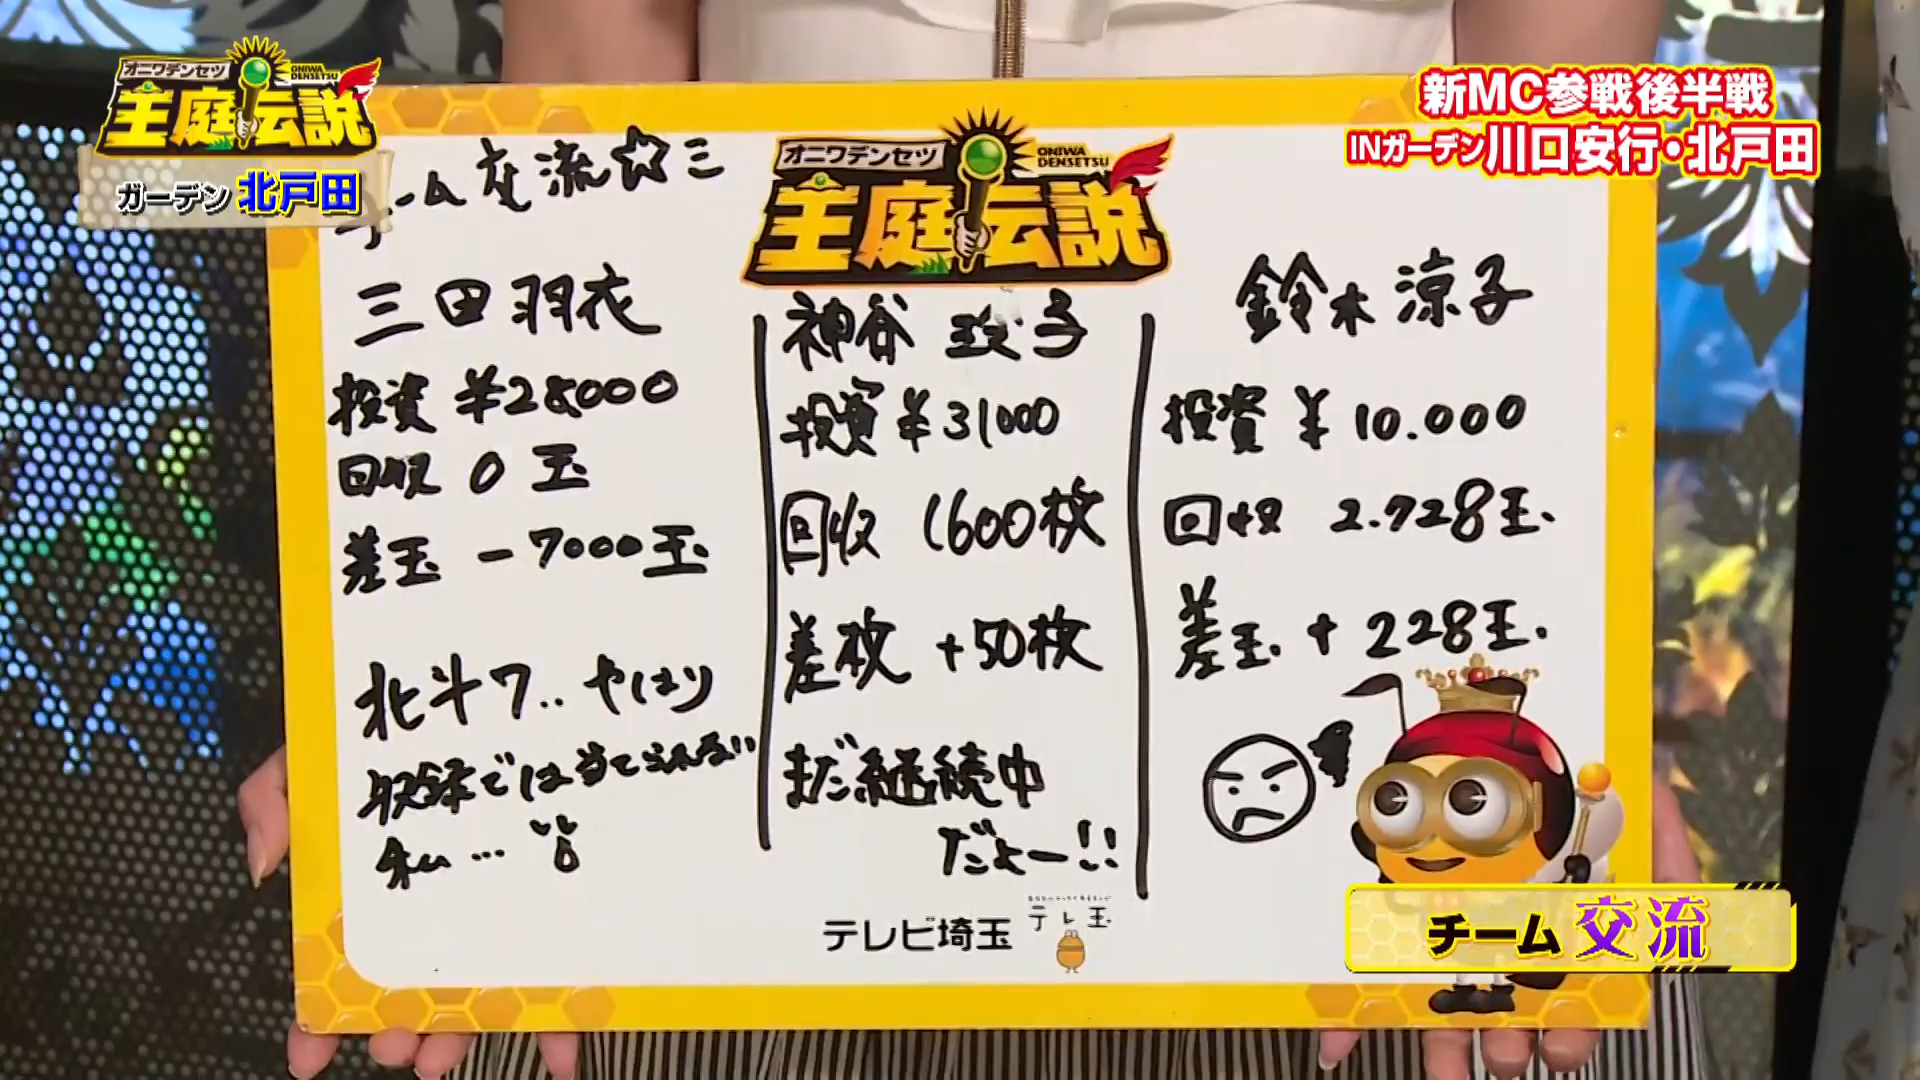 オニワデンセツ
ONIWA DENSETSU
主庭伝説
ガーデン 北戸田
新MC参戦後半戦
INガーデン川口安行・北戸田
チーム 交流☆三
オニワデンセツ
ONIWA DENSETSU
主庭伝説
三田羽衣
投資 ¥28000
回収 0 玉
差玉 -7000玉
北斗ワ.. やはり
収録では当てられない
私…
神谷 玖子
投資 ¥31000
回収 1600枚
差枚 +50枚
まだ継続中
だよー!!
鈴木涼子
投資 ¥ 10.000
回収 2.728玉.
差玉. + 228玉.
テレビ埼玉
テレ玉
チーム 交流